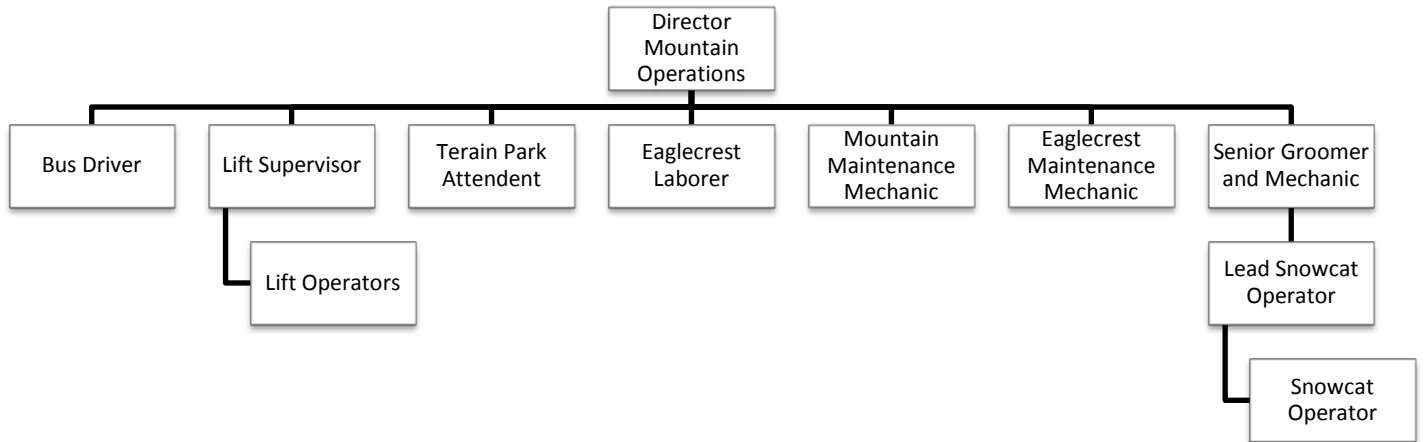 Director
Mountain
Operations
Bus Driver
Lift Supervisor
Terain Park
Attendent
Eaglecrest
Laborer
Mountain
Maintenance
Mechanic
Eaglecrest
Maintenance
Mechanic
Senior Groomer
and Mechanic
Lift Operators
Lead Snowcat
Operator
Snowcat
Operator